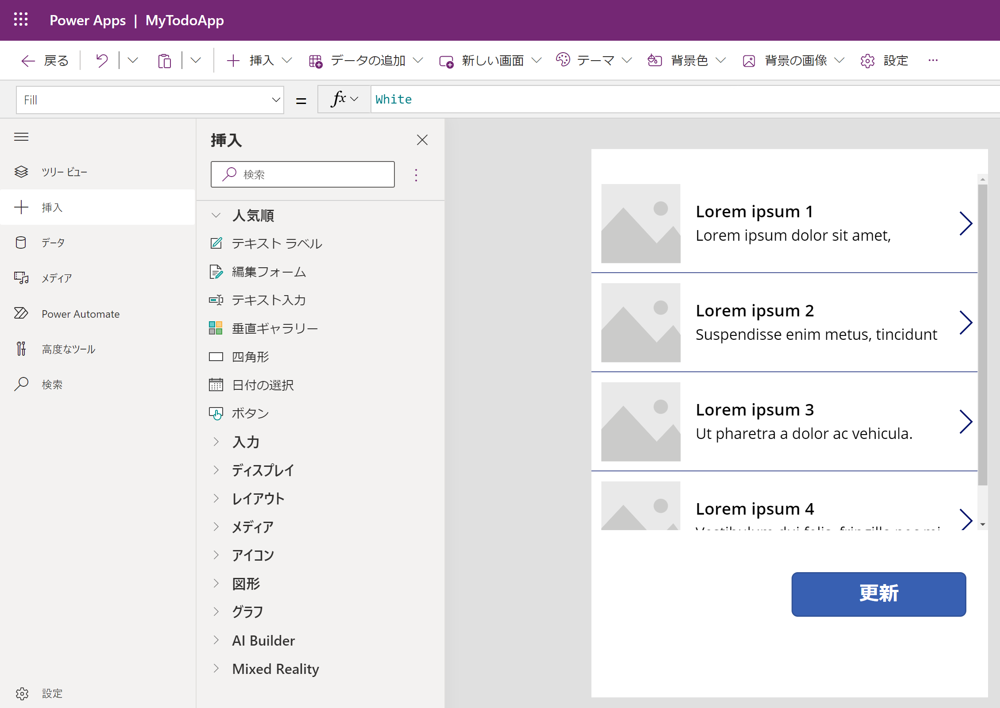 Power Apps | MyTodoApp
戻る
挿入
データの追加
新しい画面
テーマ
背景色
背景の画像
設定
Fill
=
fx
White
ツリー ビュー
挿入
データ
メディア
Power Automate
高度なツール
検索
設定
挿入
検索
人気順
テキスト ラベル
編集フォーム
テキスト入力
垂直ギャラリー
四角形
日付の選択
ボタン
入力
ディスプレイ
レイアウト
メディア
アイコン
図形
グラフ
AI Builder
Mixed Reality
Lorem ipsum 1
Lorem ipsum dolor sit amet,
Lorem ipsum 2
Suspendisse enim metus, tincidunt
Lorem ipsum 3
Ut pharetra a dolor ac vehicula.
Lorem ipsum 4
更新